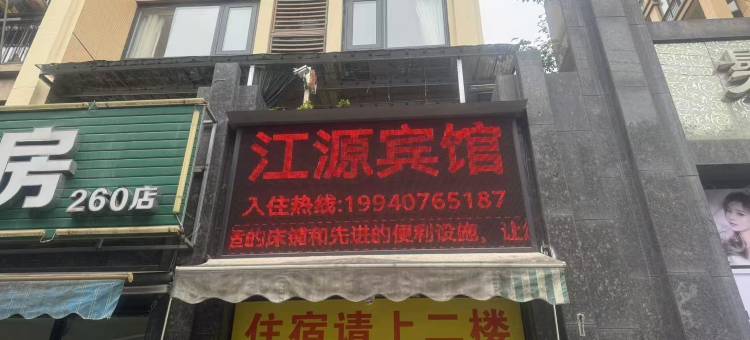 江源宾馆
入住热线:19940765187
的床铺和先进的便利设施，让
住宿请上二楼
房
260店